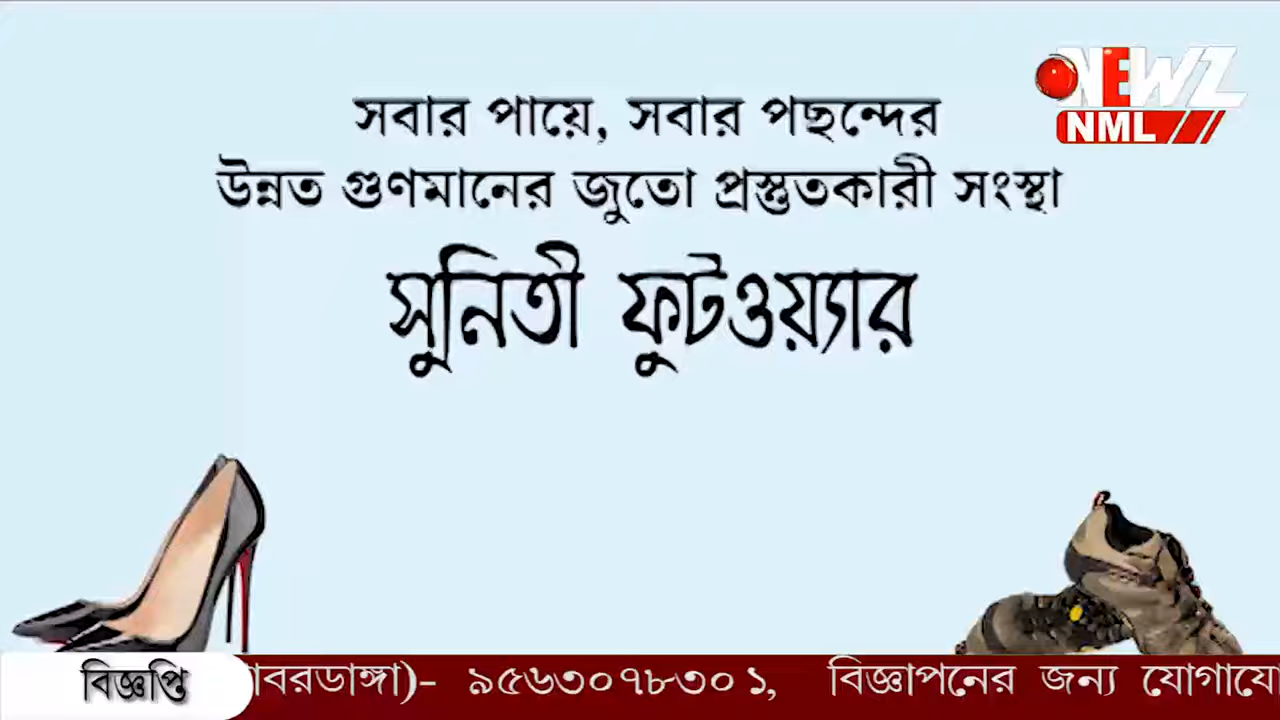 সবার পায়ে, সবার পছন্দের
উন্নত গুণমানের জুতো প্রস্তুতকারী সংস্থা
সুনিতী ফুটওয়্যার
NEWZ
NML
বিজ্ঞপ্তি
াবরডাঙ্গা)- ৯৫৬৩০৭৮৩০১, বিজ্ঞাপনের জন্য যোগাযো